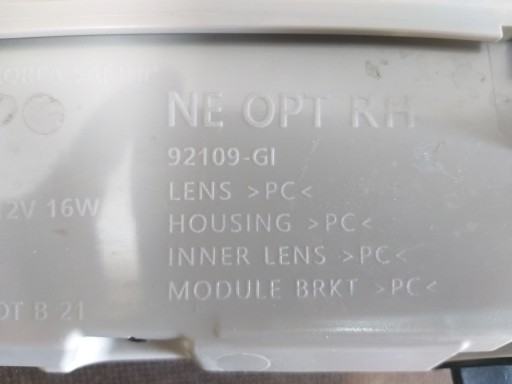 NE OPT RH
92109-GI
LENS >PC<
12V 16W
HOUSING >PC<
INNER LENS >PC<
MODULE BRKT >PC<
OT B 21